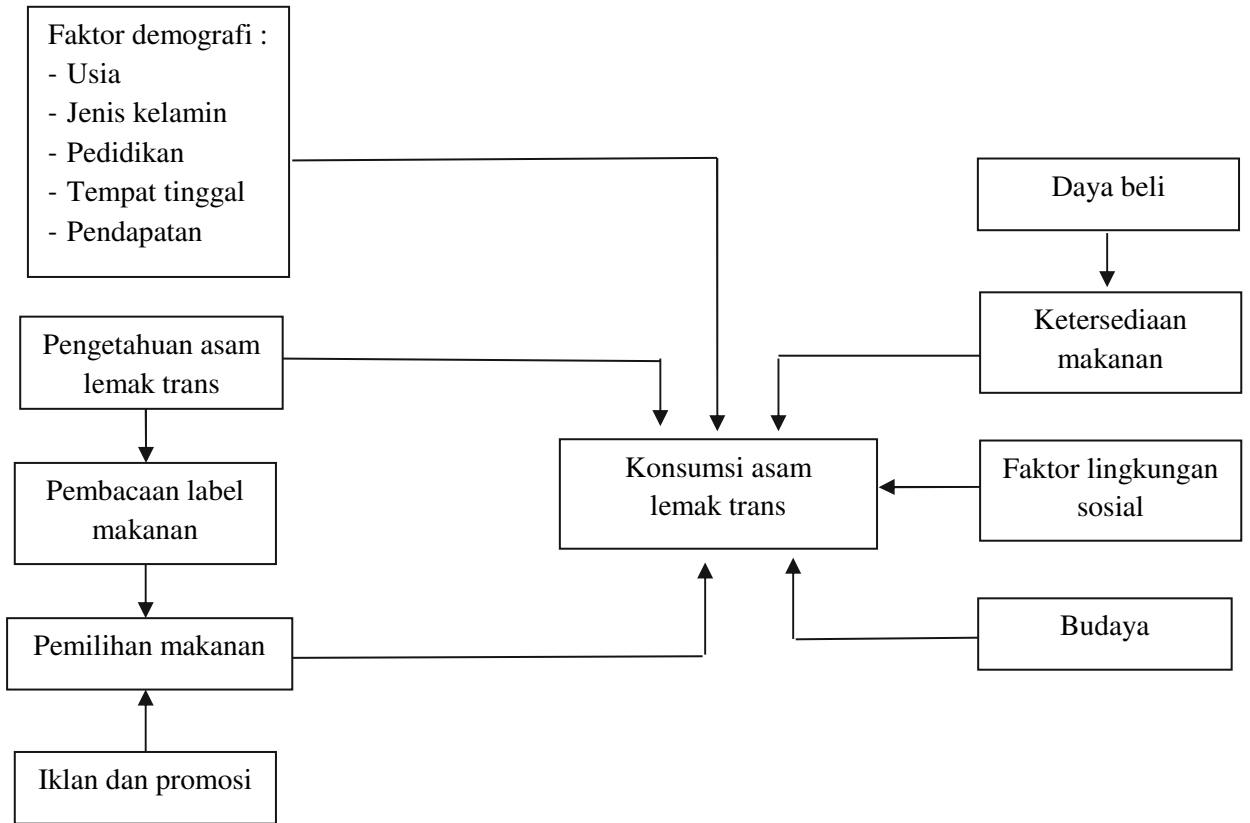 Faktor demografi :
- Usia
- Jenis kelamin
- Pedidikan
- Tempat tinggal
- Pendapatan
Daya beli
Ketersediaan
makanan
Pengetahuan asam
lemak trans
Konsumsi asam
lemak trans
Faktor lingkungan
sosial
Pembacaan label
makanan
Pemilihan makanan
Budaya
Iklan dan promosi